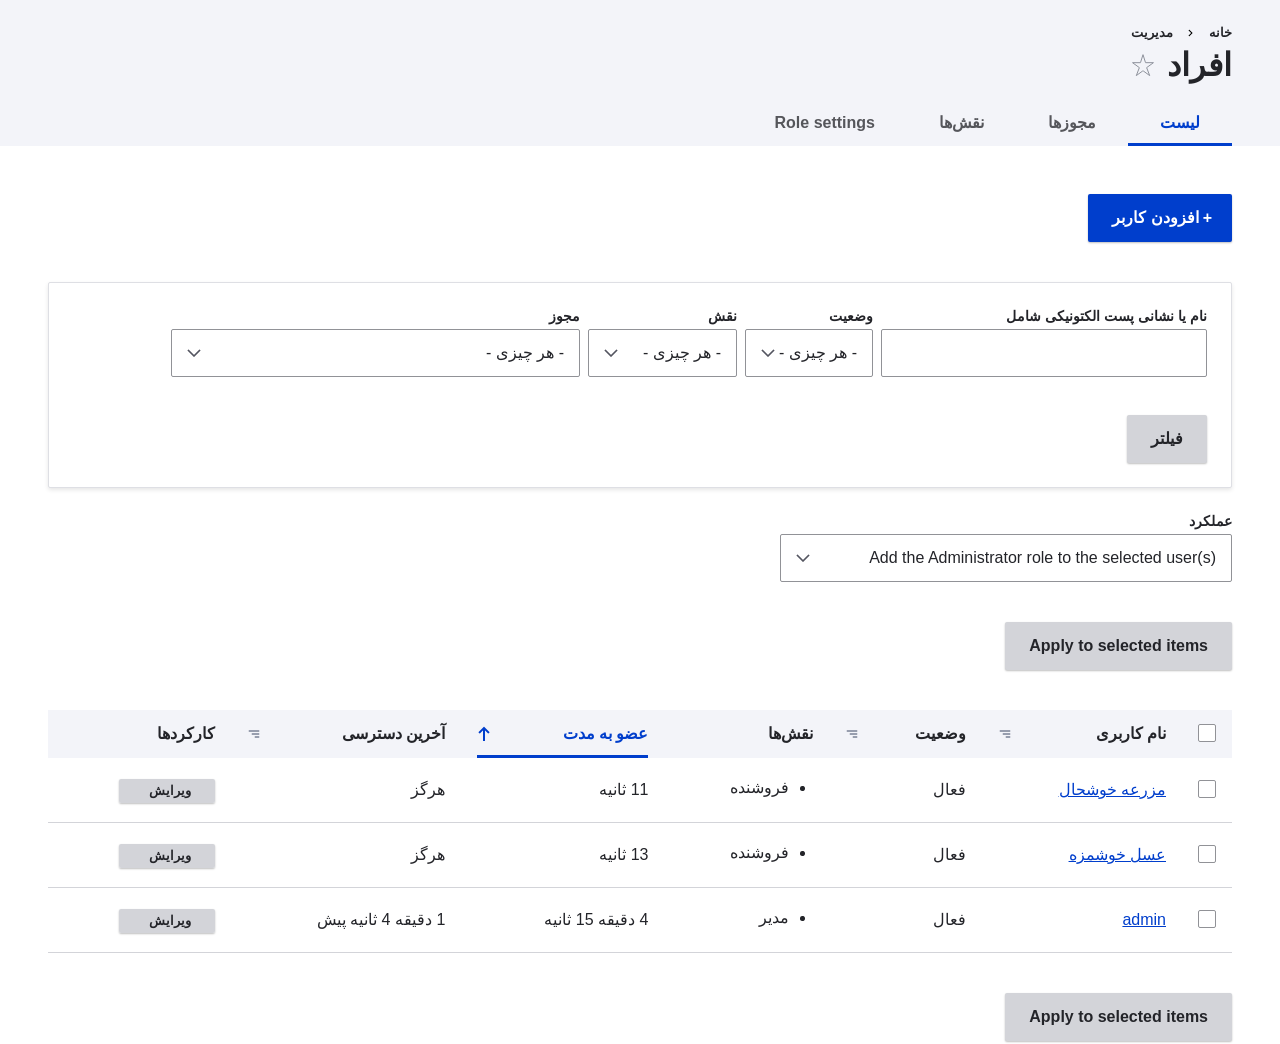 خانه › مدیریت
افراد ☆
لیست مجوزها نقش‌ها Role settings
+ افزودن کاربر
نام یا نشانی پست الکتونیکی شامل وضعیت نقش مجوز
- هر چیزی - - هر چیزی - - هر چیزی -
فیلتر
عملکرد
Add the Administrator role to the selected user(s)
Apply to selected items
نام کاربری وضعیت نقش‌ها عضو به مدت آخرین دسترسی کارکردها
مزرعه خوشحال فعال • فروشنده 11 ثانیه هرگز ویرایش
عسل خوشمزه فعال • فروشنده 13 ثانیه هرگز ویرایش
admin فعال • مدیر 4 دقیقه 15 ثانیه 1 دقیقه 4 ثانیه پیش ویرایش
Apply to selected items